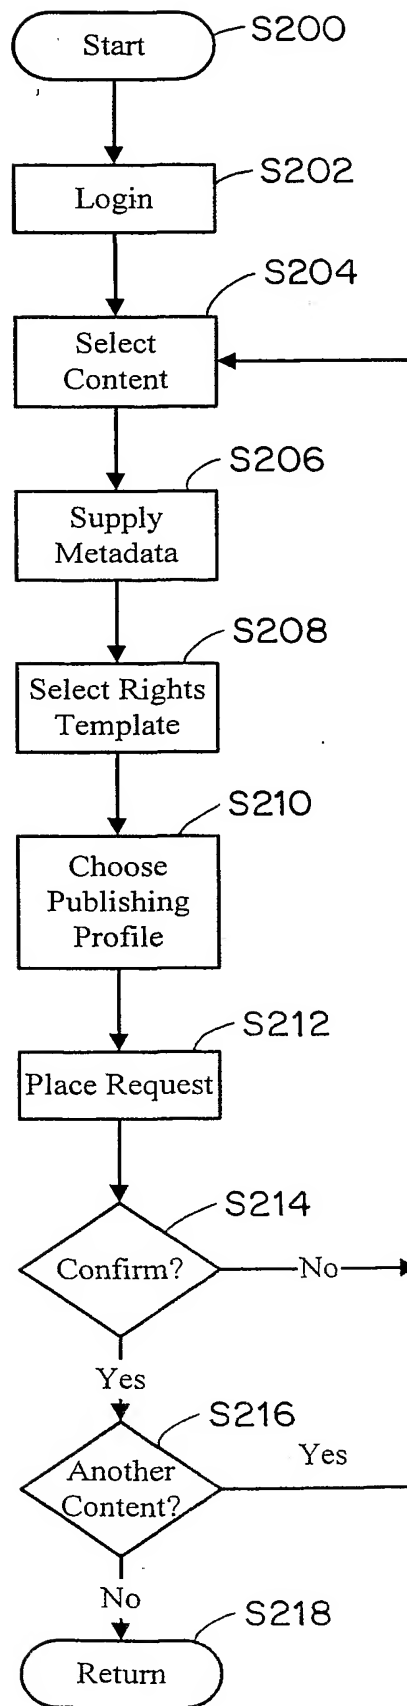 Start
S200
Login
S202
S204
Select
Content
S206
Supply
Metadata
S208
Select Rights
Template
S210
Choose
Publishing
Profile
S212
Place Request
S214
Confirm?
No
Yes
S216
Another
Content?
Yes
No
S218
Return